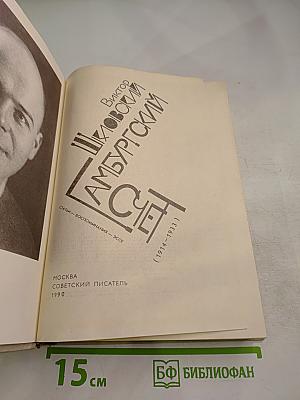 Виктор
Шкловский
Гамбургский
счет
Статьи – воспоминания – эссе
(1914–1933)
МОСКВА
СОВЕТСКИЙ ПИСАТЕЛЬ
1990
15 см
БФ БИБЛИОФАН